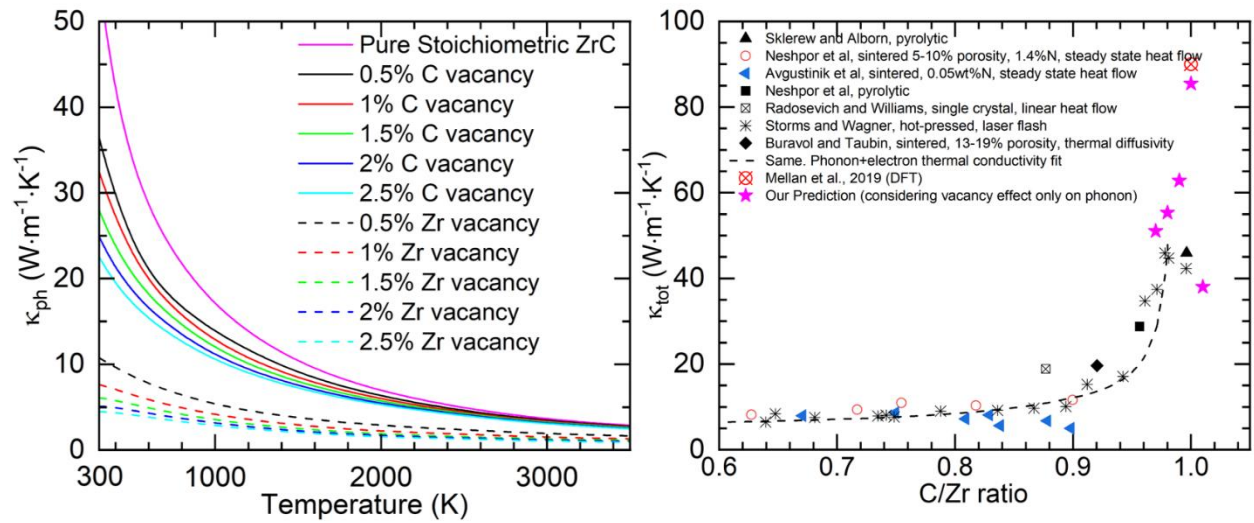 50
40
30
20
10
0
κph (W·m⁻¹·K⁻¹)
300
1000
2000
3000
Temperature (K)
Pure Stoichiometric ZrC
0.5% C vacancy
1% C vacancy
1.5% C vacancy
2% C vacancy
2.5% C vacancy
0.5% Zr vacancy
1% Zr vacancy
1.5% Zr vacancy
2% Zr vacancy
2.5% Zr vacancy
100
80
60
40
20
0
κtot (W·m⁻¹·K⁻¹)
0.6
0.7
0.8
0.9
1.0
C/Zr ratio
Sklerew and Alborn, pyrolytic
Neshpor et al, sintered 5-10% porosity, 1.4%N, steady state heat flow
Avgustinik et al, sintered, 0.05wt%N, steady state heat flow
Neshpor et al, pyrolytic
Radosevich and Williams, single crystal, linear heat flow
Storms and Wagner, hot-pressed, laser flash
Buravol and Taubin, sintered, 13-19% porosity, thermal diffusivity
Same. Phonon+electron thermal conductivity fit
Mellan et al., 2019 (DFT)
Our Prediction (considering vacancy effect only on phonon)